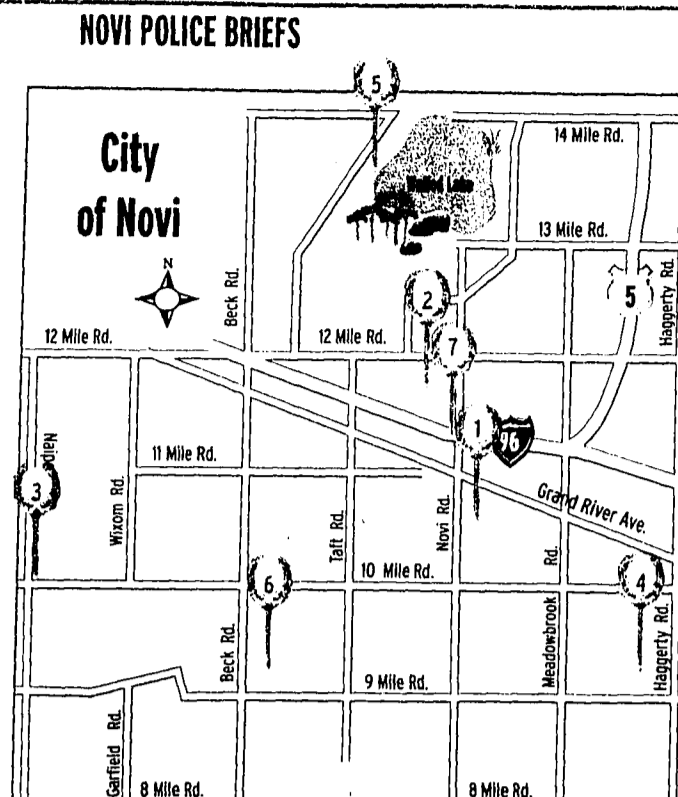 NOVI POLICE BRIEFS
5
City
of Novi
14 Mile Rd.
Walled Lake
13 Mile Rd.
N
Beck Rd.
2
5
Haggerty Rd.
12 Mile Rd.
12 Mile Rd.
7
1
96
11 Mile Rd.
3
Wixom Rd.
Taft Rd.
Novi Rd.
Grand River Ave.
10 Mile Rd.
Rd.
Meadowbrook
6
4
Beck Rd.
Haggerty Rd.
9 Mile Rd.
Garfield Rd.
8 Mile Rd.
8 Mile Rd.